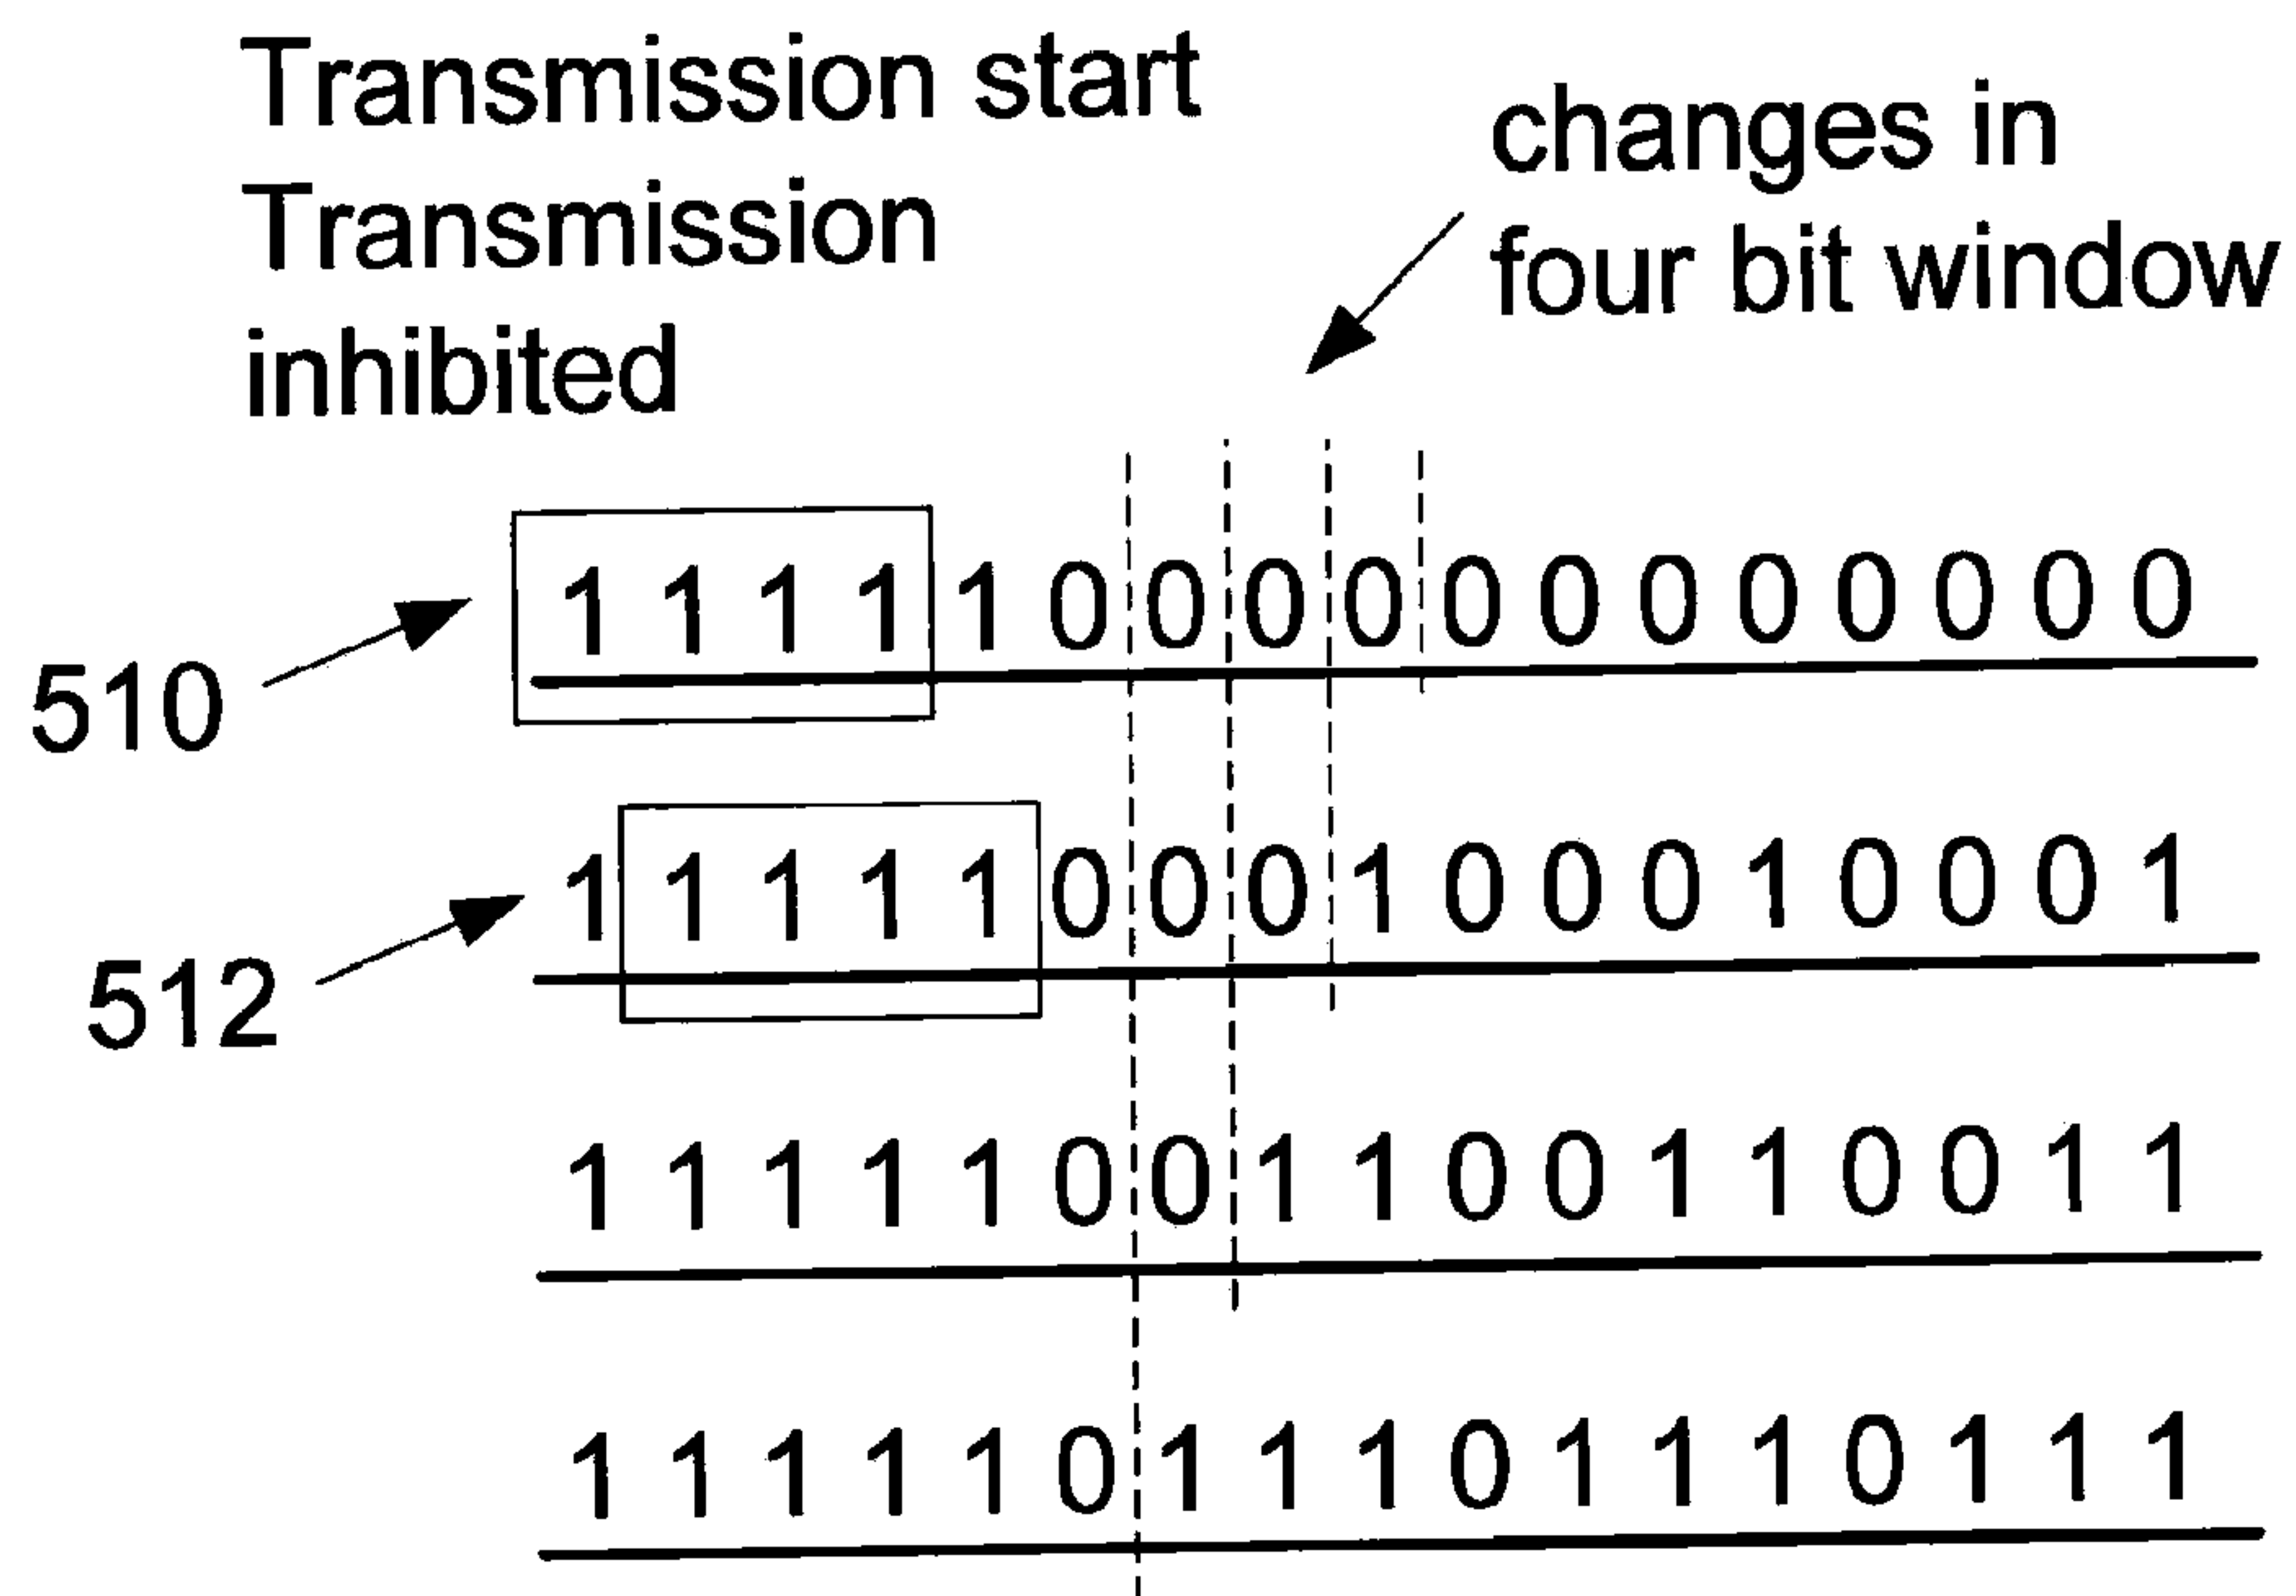 Transmission start
Transmission
inhibited
changes in
four bit window
510
1 1 1 1 1 0 0 0 0 0 0 0 0 0 0 0 0
512
1 1 1 1 1 0 0 0 1 0 0 0 1 0 0 0 1
1 1 1 1 1 0 0 1 1 0 0 1 1 0 0 1 1
1 1 1 1 1 0 1 1 1 0 1 1 1 0 1 1 1